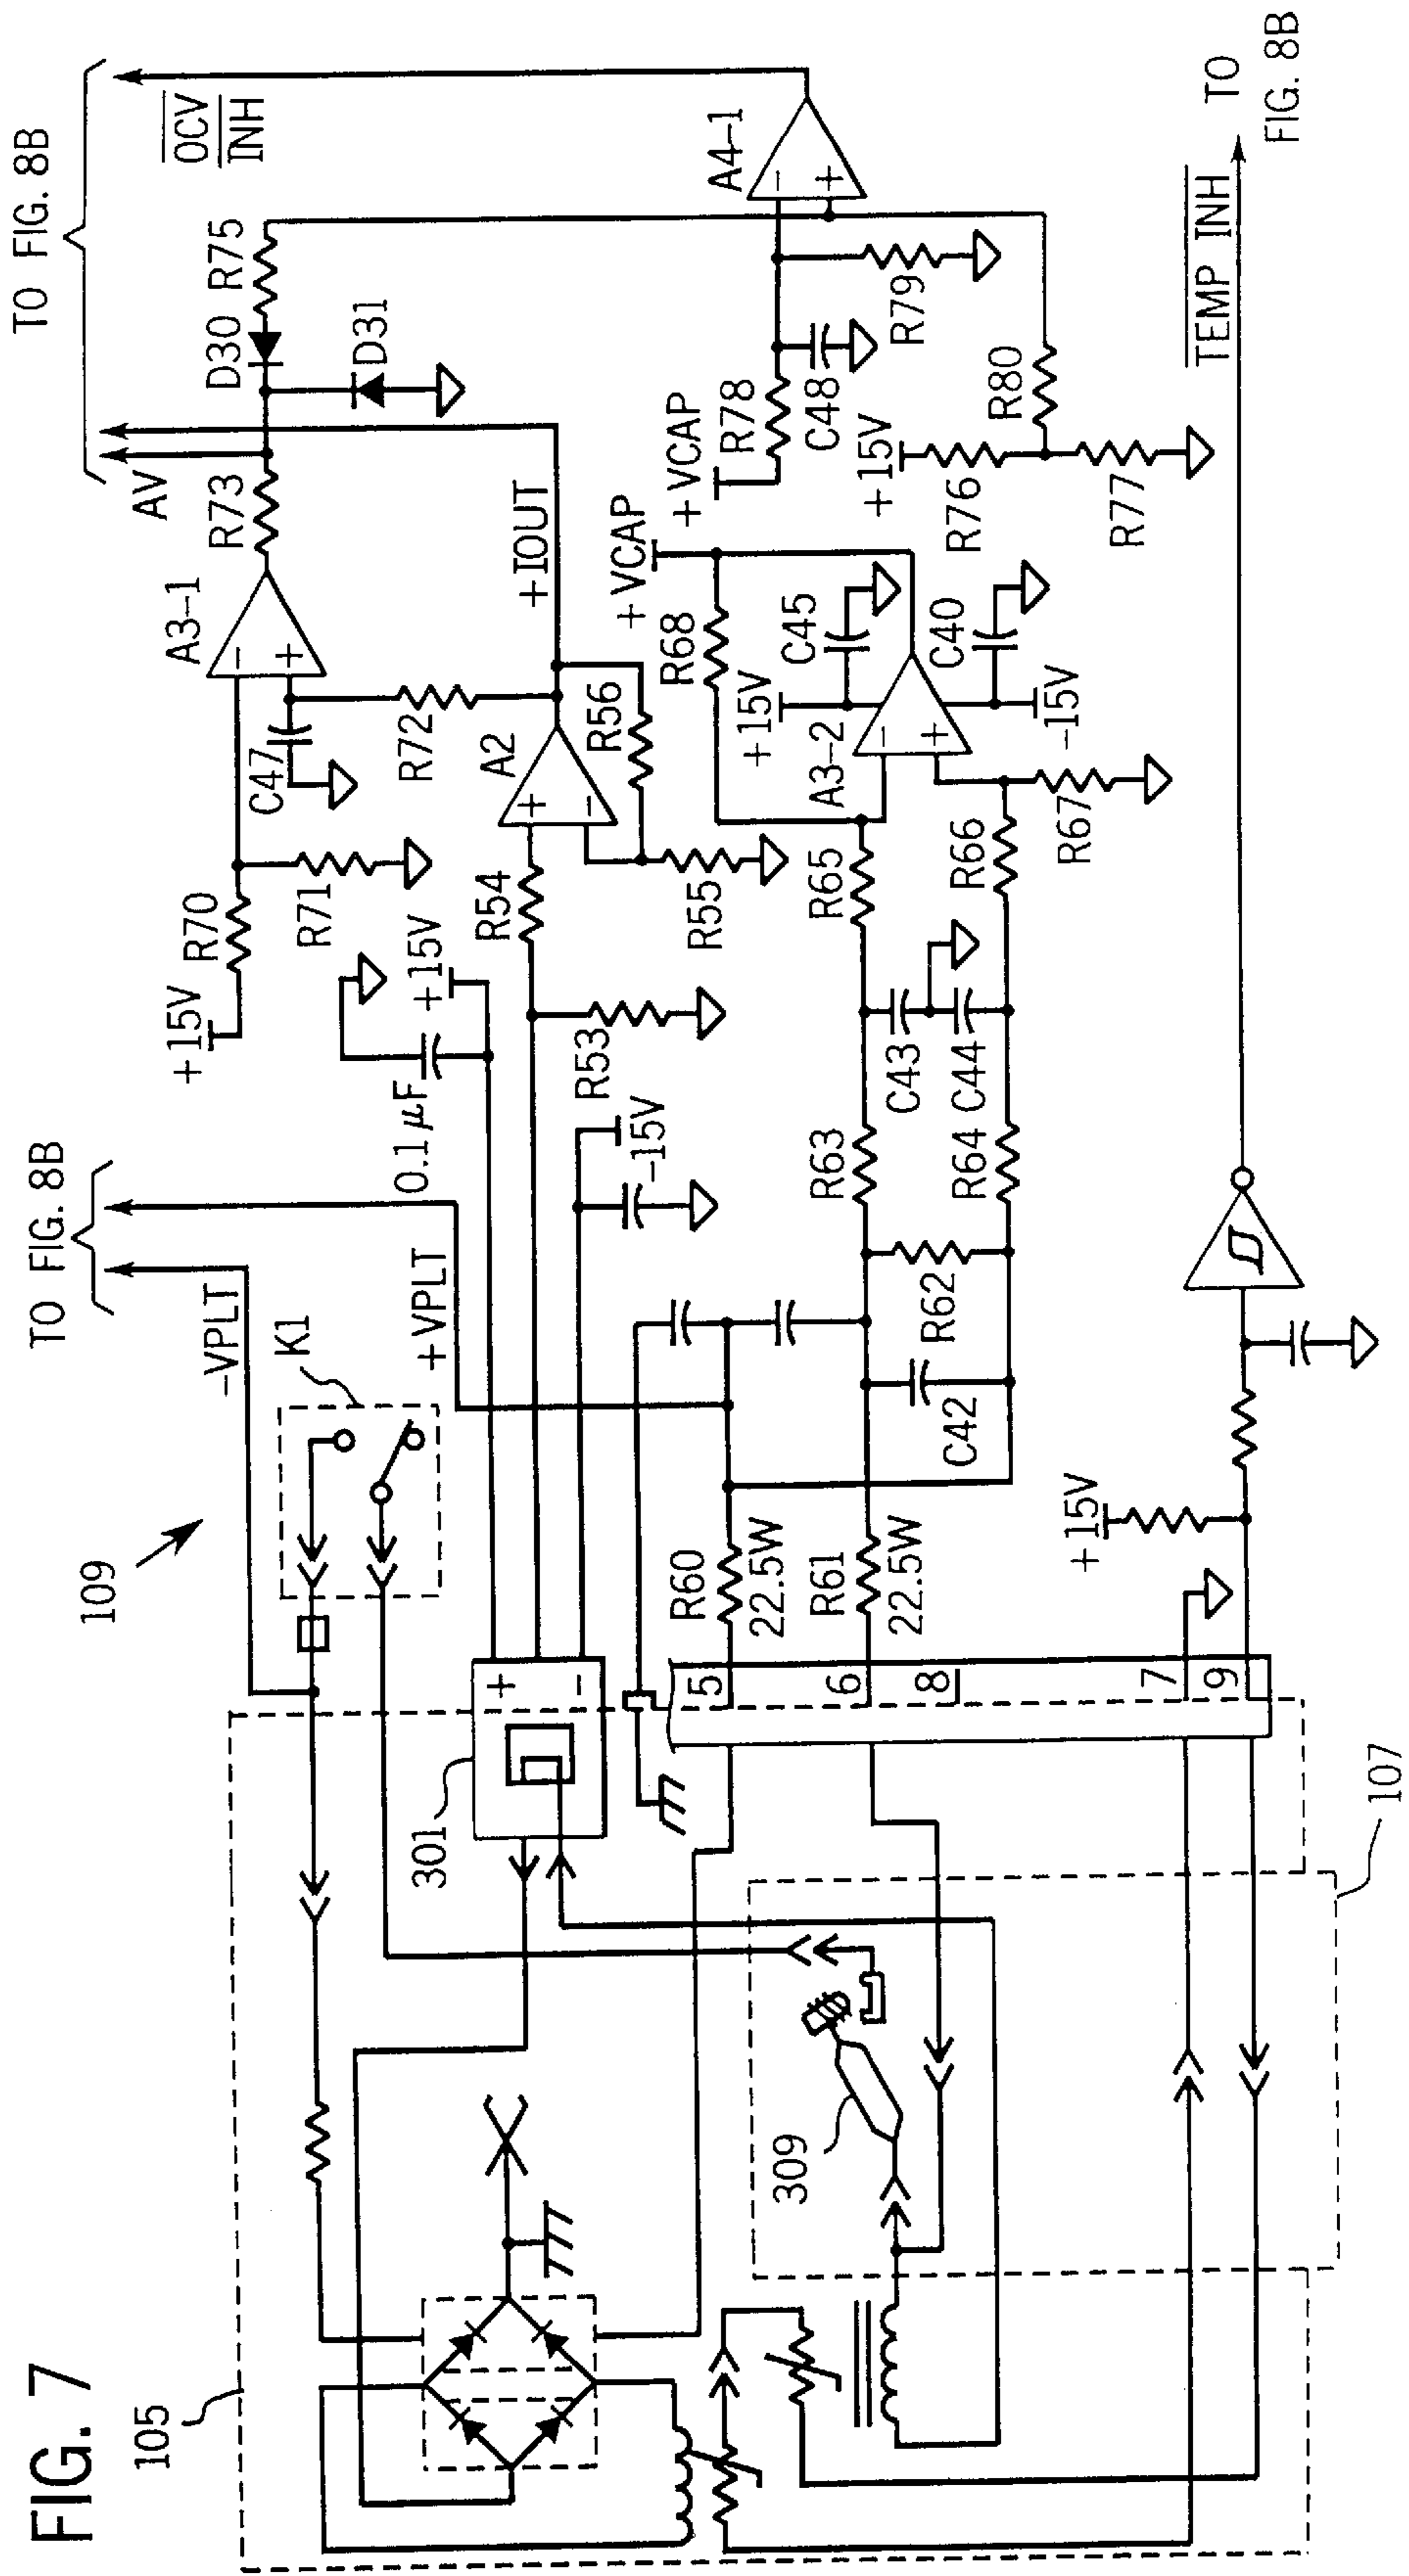 FIG. 7
105
109
TO FIG. 8B
-VPLT
+VPLT
K1
TO FIG. 8B
AV
OCV
INH
+15V
R70
R71
C47
A3-1
-
+
R73
D30
R75
D31
R72
0.1 μF
+15V
R54
A2
+
-
R56
R55
+IOUT
R53
-15V
301
+
-
R60
22.5W
R61
22.5W
5
6
8
7
9
C42
R62
R63
R64
C43
C44
R65
R66
R67
R68
+VCAP
+15V
C45
A3-2
-
+
C40
-15V
+VCAP
R78
C48
R79
A4-1
-
+
+15V
R76
R77
R80
309
107
+15V
TEMP INH
TO
FIG. 8B